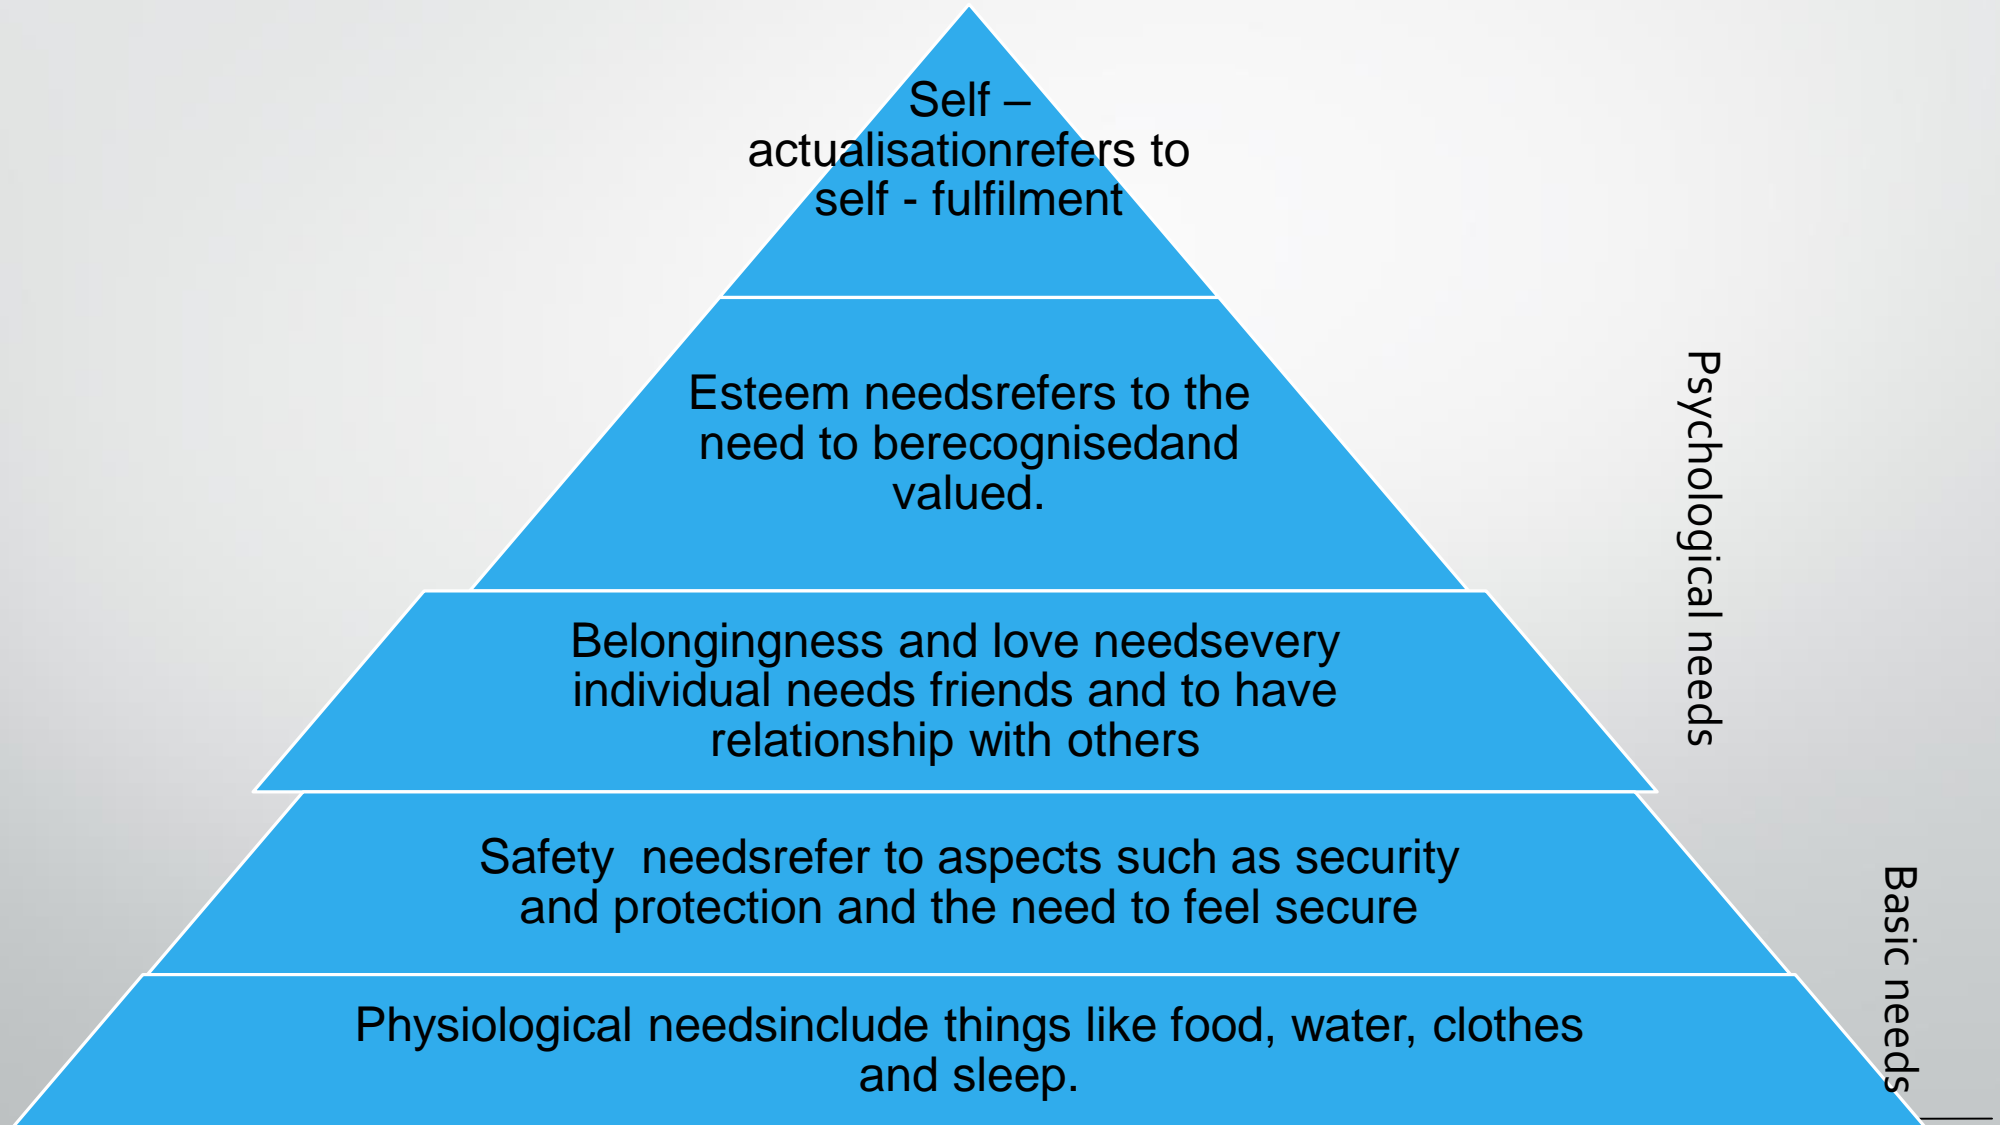 Self –
actualisationrefers to
self - fulfilment
Esteem needsrefers to the
need to berecognisedand
valued.
Belongingness and love needsevery
individual needs friends and to have
relationship with others
Safety  needsrefer to aspects such as security
and protection and the need to feel secure
Physiological needsinclude things like food, water, clothes
and sleep.
Psychological needs
Basic needs